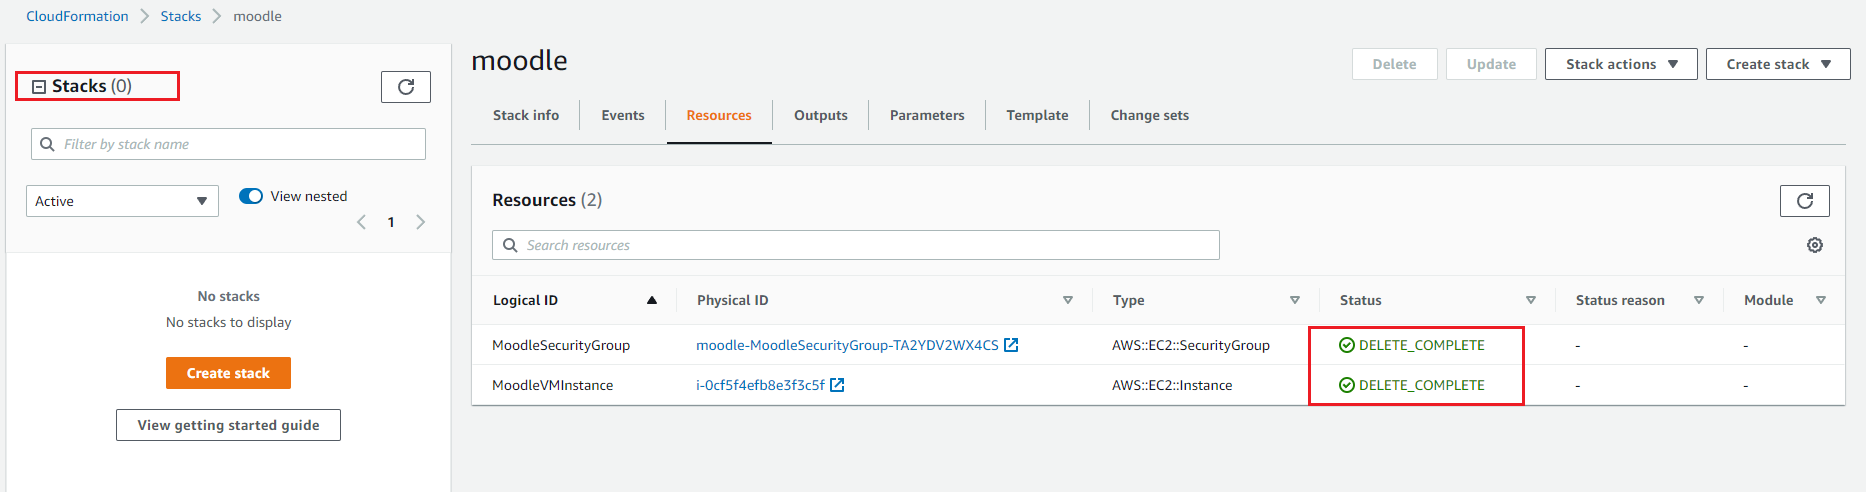 CloudFormation > Stacks > moodle
Stacks (0)
Filter by stack name
Active
View nested
1
No stacks
No stacks to display
Create stack
View getting started guide
moodle
Delete Update Stack actions Create stack
Stack info Events Resources Outputs Parameters Template Change sets
Resources (2)
Search resources
Logical ID Physical ID Type Status Status reason Module
MoodleSecurityGroup moodle-MoodleSecurityGroup-TA2YDV2WX4CS AWS::EC2::SecurityGroup DELETE_COMPLETE - -
MoodleVMInstance i-0cf5f4efb8e3f3c5f AWS::EC2::Instance DELETE_COMPLETE - -